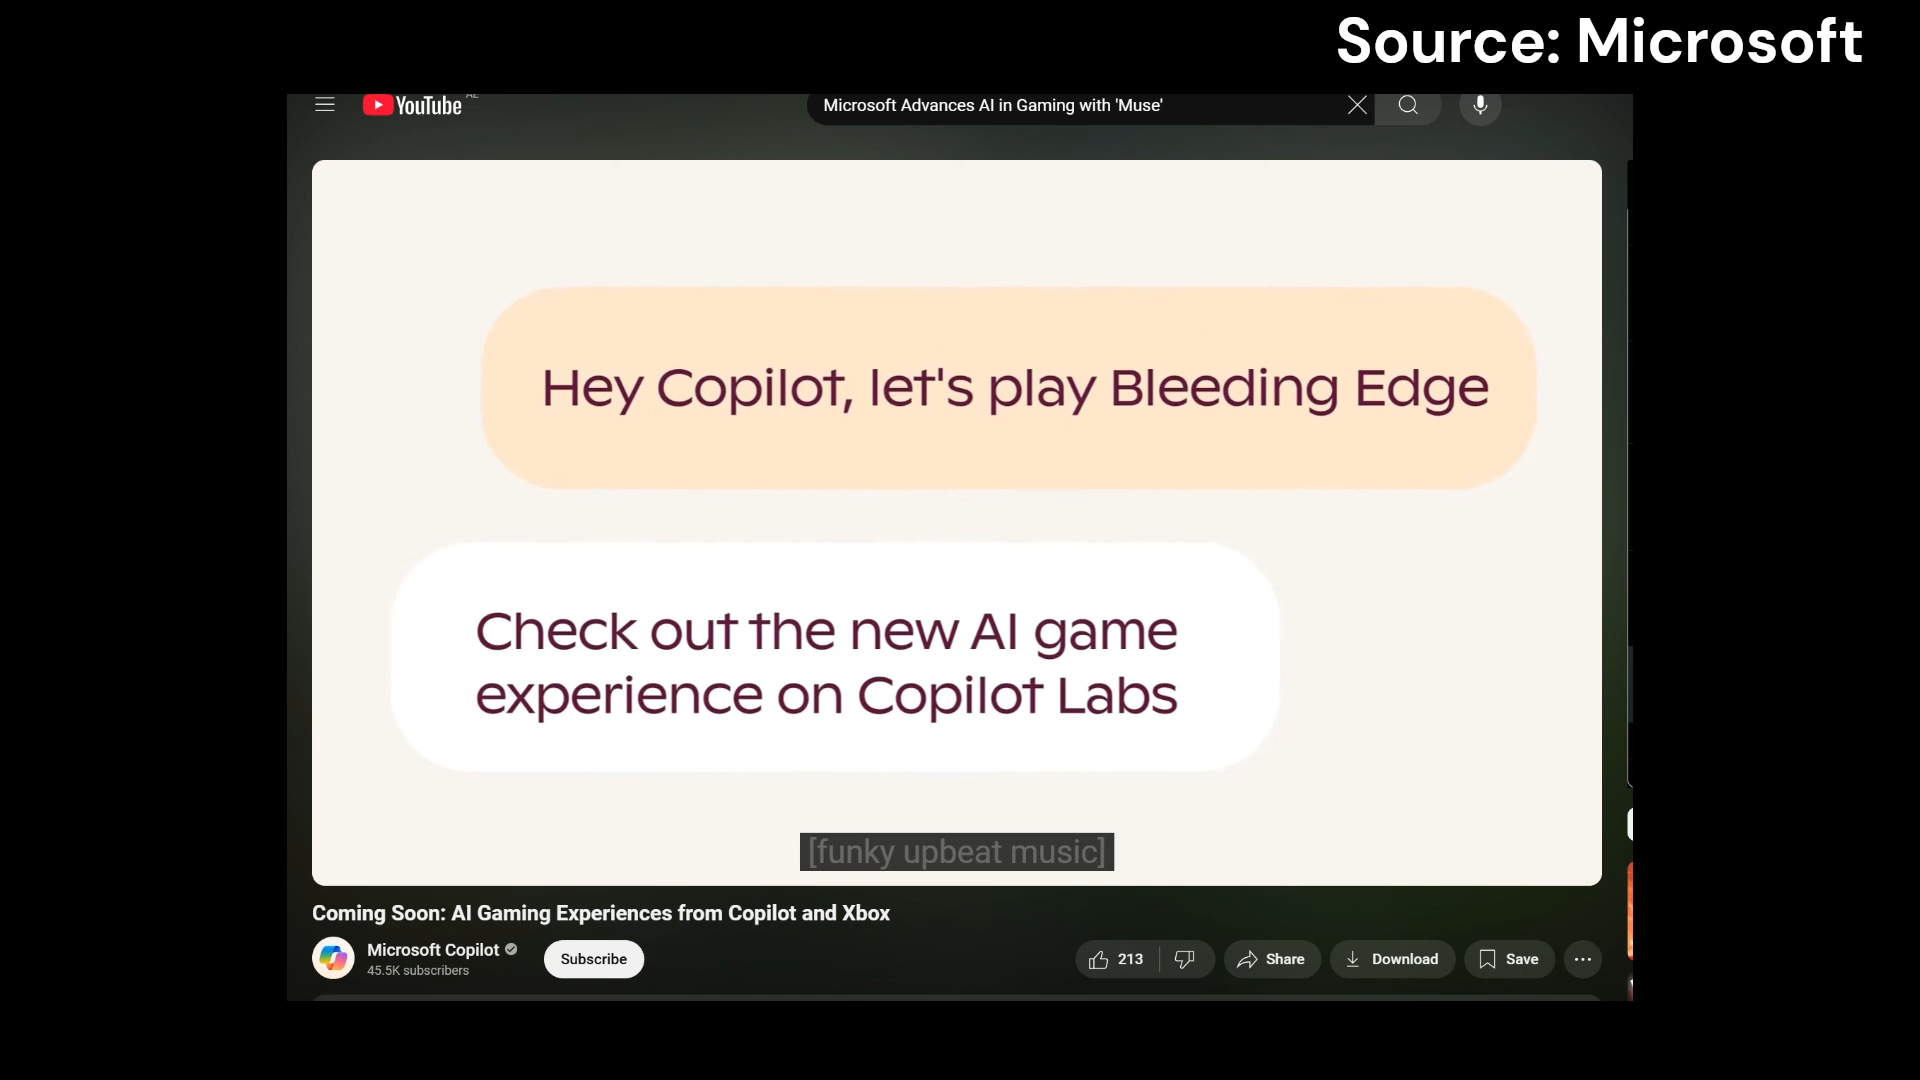 Source: Microsoft
YouTube AE
Microsoft Advances AI in Gaming with 'Muse'
Hey Copilot, let's play Bleeding Edge
Check out the new AI game
experience on Copilot Labs
[funky upbeat music]
Coming Soon: AI Gaming Experiences from Copilot and Xbox
Microsoft Copilot
45.5K subscribers
Subscribe
213
Share
Download
Save